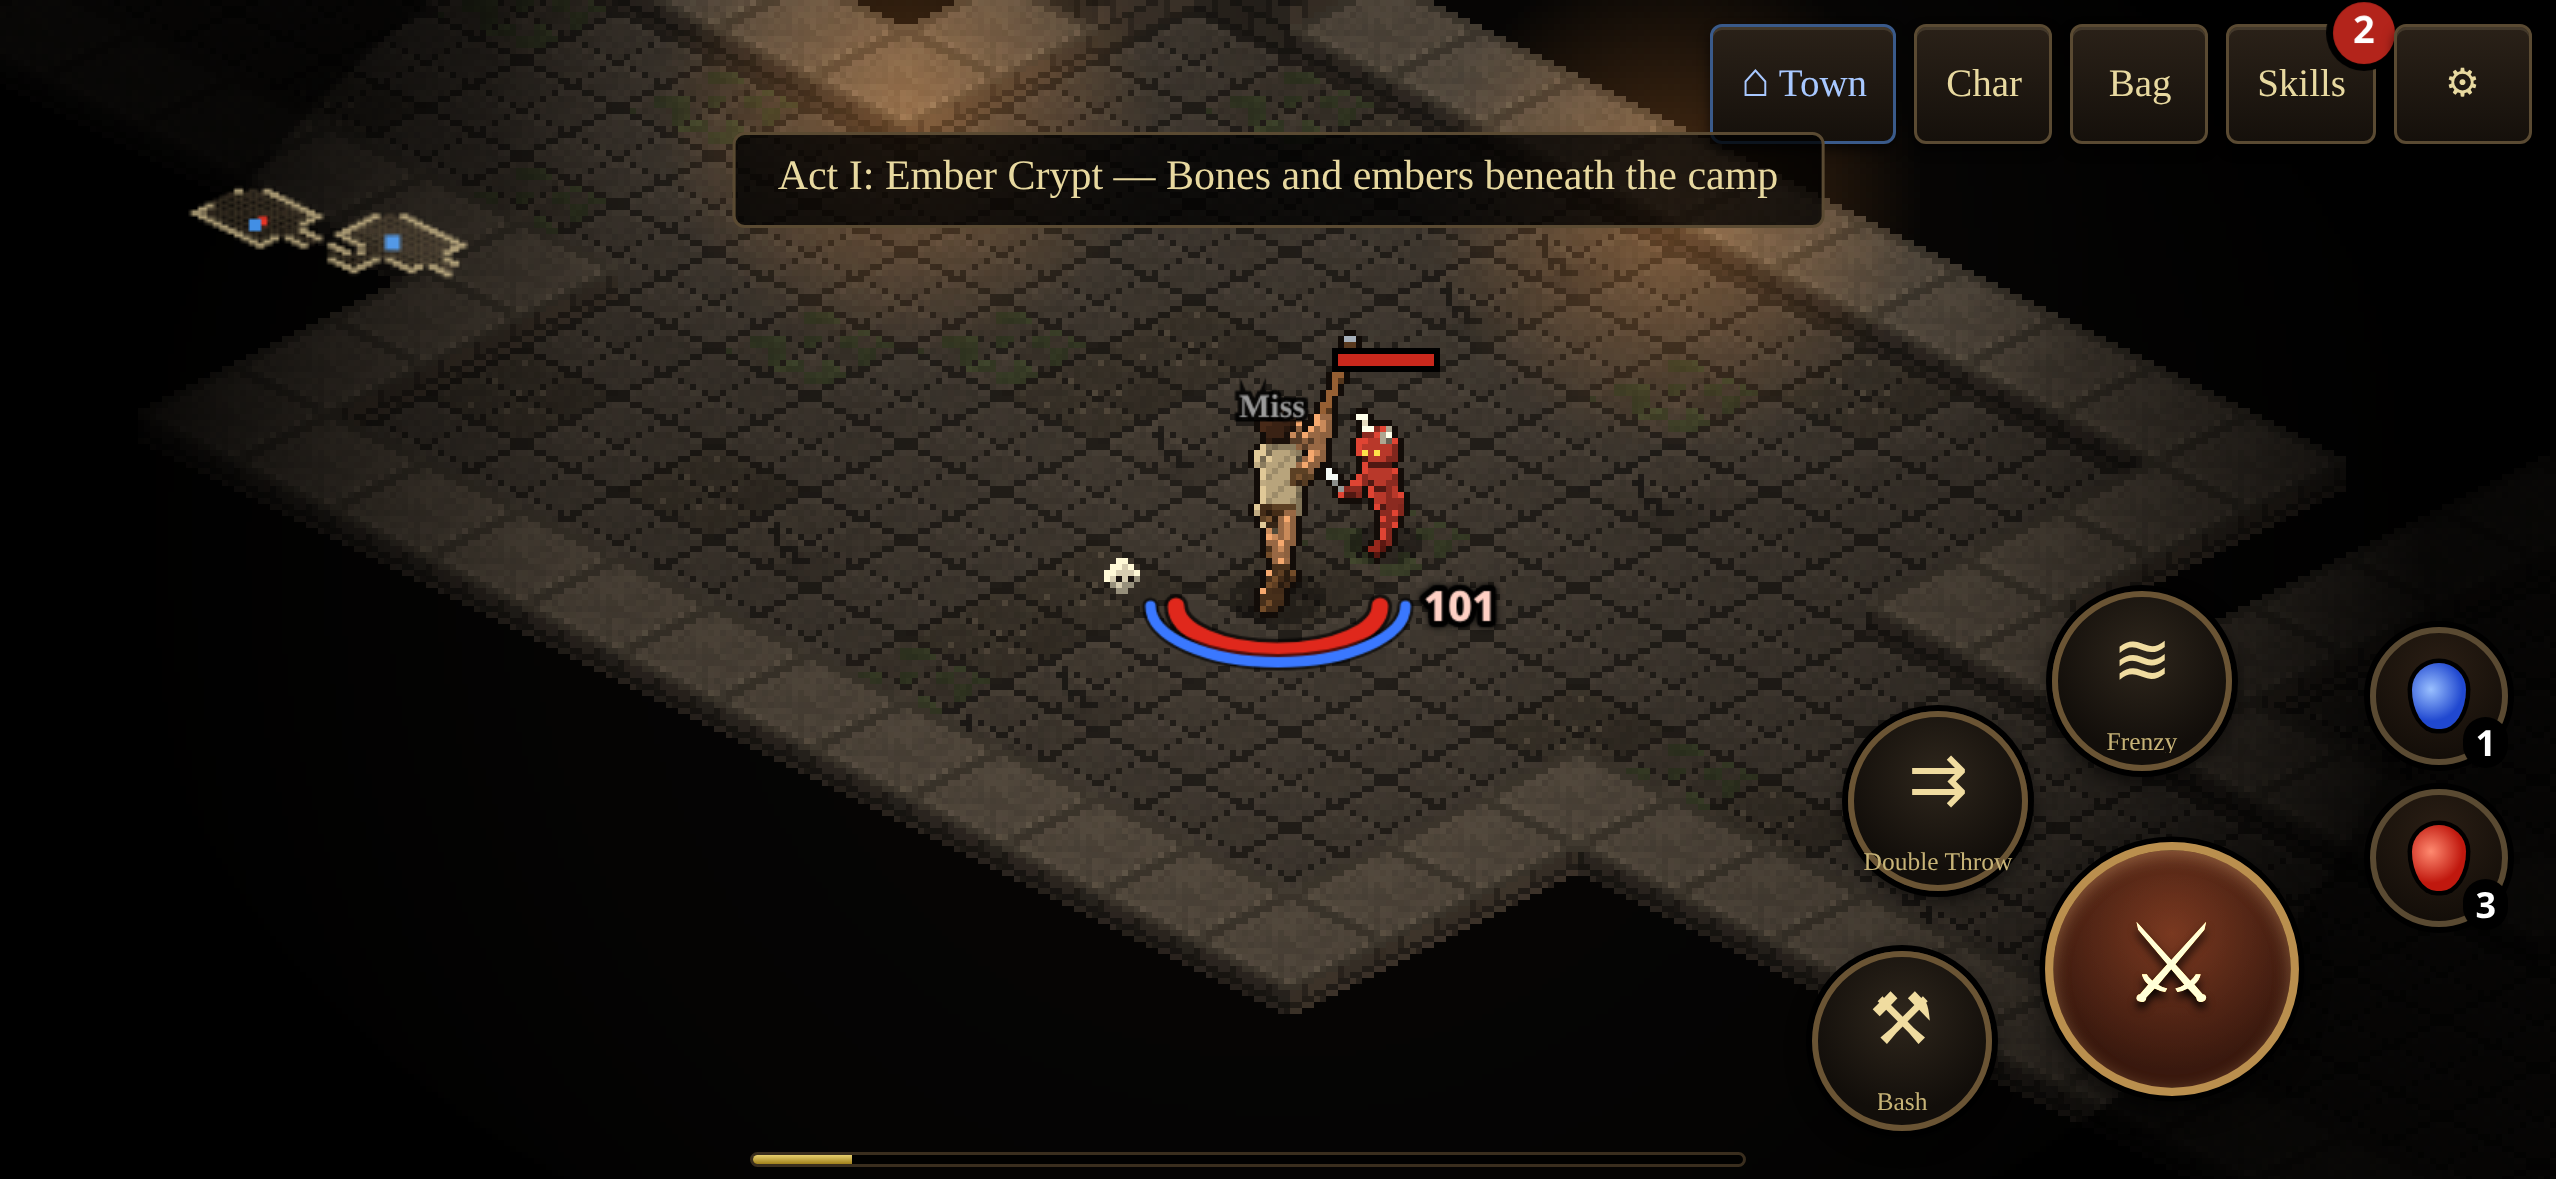 2
⌂ Town
Char
Bag
Skills
⚙
Act I: Ember Crypt — Bones and embers beneath the camp
Miss
101
Frenzy
1
Double Throw
3
Bash